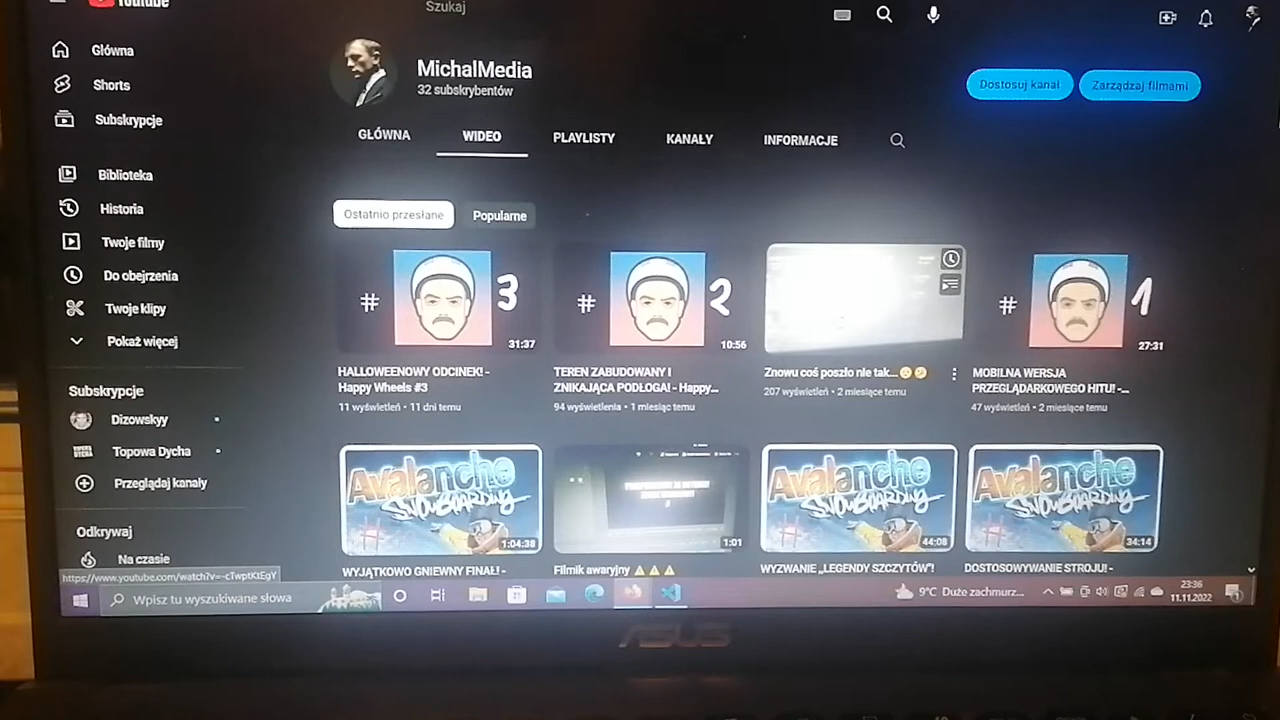 YouTube
Szukaj
Główna
Shorts
Subskrypcje
Biblioteka
Historia
Twoje filmy
Do obejrzenia
Twoje klipy
Pokaż więcej
Subskrypcje
Dizowskyy
Topowa Dycha
Przeglądaj kanały
Odkrywaj
Na czasie
MichalMedia
32 subskrybentów
Dostosuj kanał
Zarządzaj filmami
GŁÓWNA
WIDEO
PLAYLISTY
KANAŁY
INFORMACJE
Ostatnio przesłane
Popularne
# 3
31:37
HALLOWEENOWY ODCINEK! -
Happy Wheels #3
11 wyświetleń • 11 dni temu
# 2
10:56
TEREN ZABUDOWANY I
ZNIKAJĄCA PODŁOGA! - Happy...
94 wyświetlenia • 1 miesiąc temu
Znowu coś poszło nie tak...
207 wyświetleń • 2 miesiące temu
# 1
27:31
MOBILNA WERSJA
PRZEGLĄDARKOWEGO HITU! -...
47 wyświetleń • 2 miesiące temu
Avalanche
SNOWBOARDING
1:04:38
WYJĄTKOWO GNIEWNY FINAŁ! -
1:01
Filmik awaryjny
Avalanche
SNOWBOARDING
44:08
WYZWANIE „LEGENDY SZCZYTÓW"!
Avalanche
SNOWBOARDING
34:14
DOSTOSOWYWANIE STROJU! -
https://www.youtube.com/watch?v=-cTwptKtEgY
Wpisz tu wyszukiwane słowa
9°C Duże zachmurz...
23:36
11.11.2022
1
ASUS